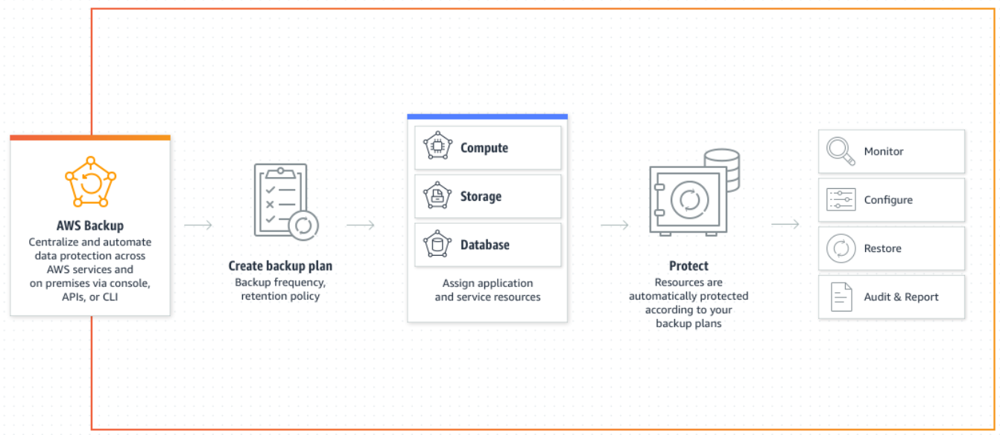 AWS Backup
Centralize and automate
data protection across
AWS services and
on premises via console,
APIs, or CLI
Create backup plan
Backup frequency,
retention policy
Compute
Storage
Database
Assign application
and service resources
Protect
Resources are
automatically protected
according to your
backup plans
Monitor
Configure
Restore
Audit & Report